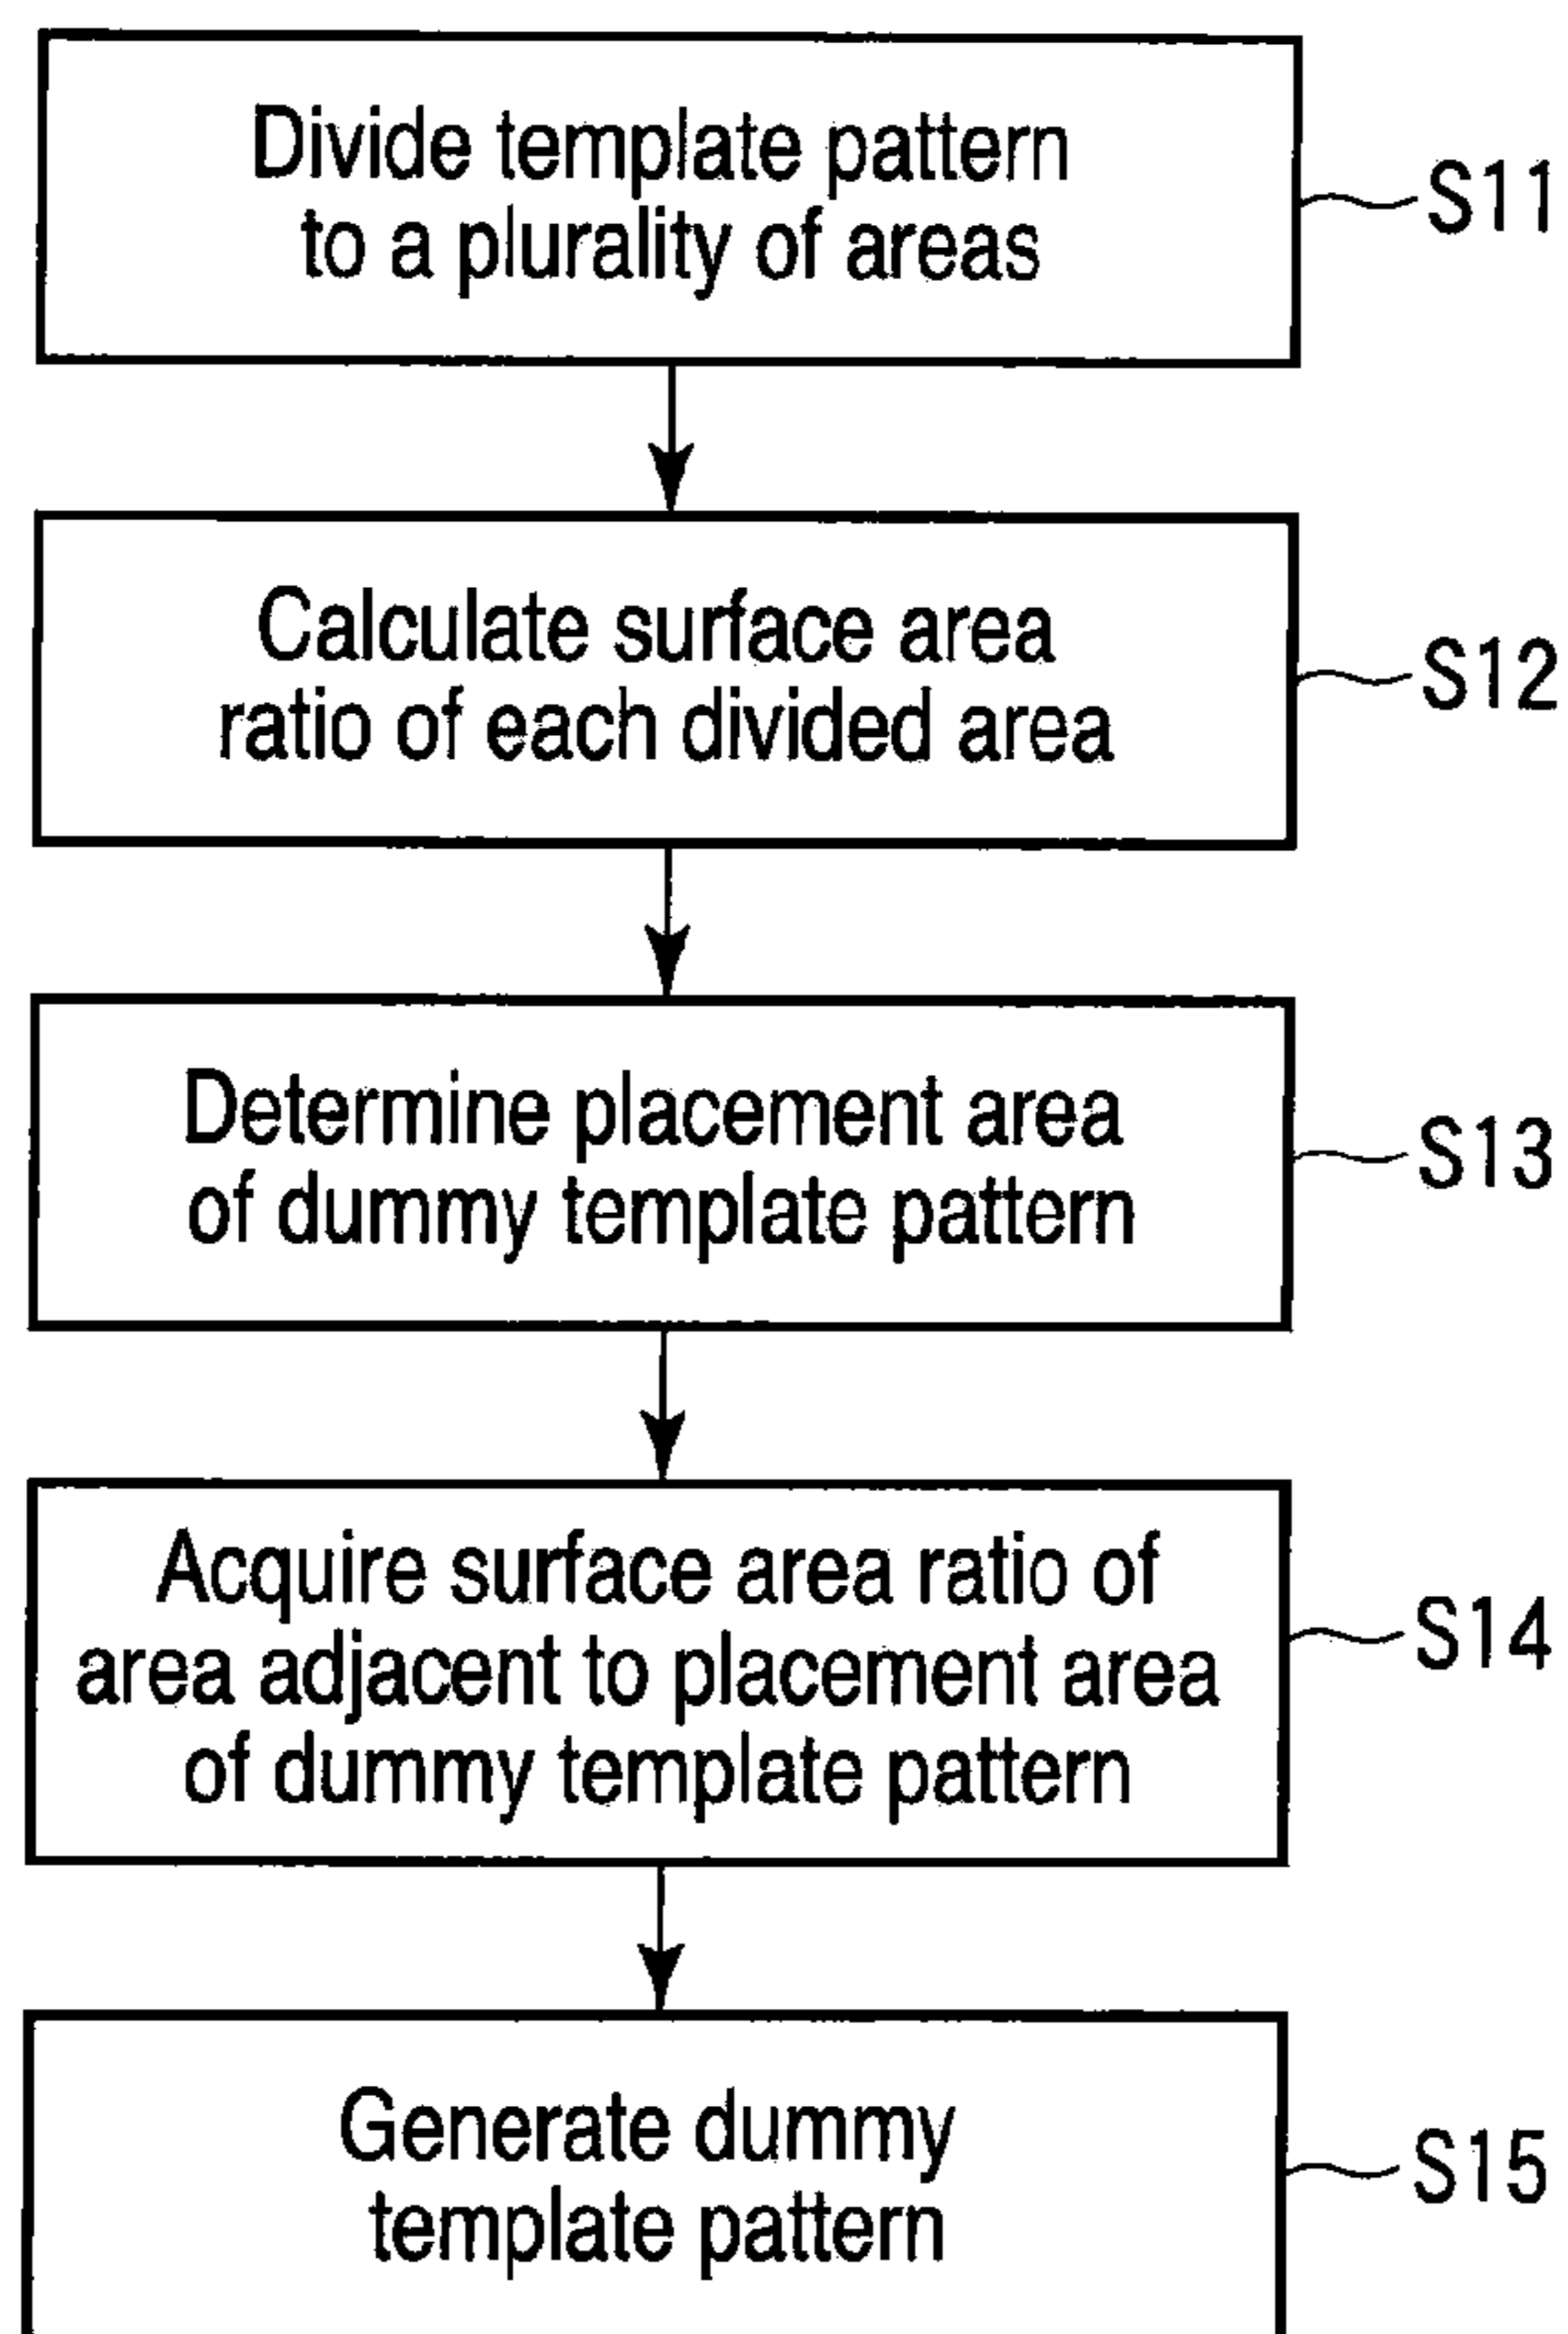 Divide template pattern
to a plurality of areas
S11
Calculate surface area
ratio of each divided area
S12
Determine placement area
of dummy template pattern
S13
Acquire surface area ratio of
area adjacent to placement area
of dummy template pattern
S14
Generate dummy
template pattern
S15